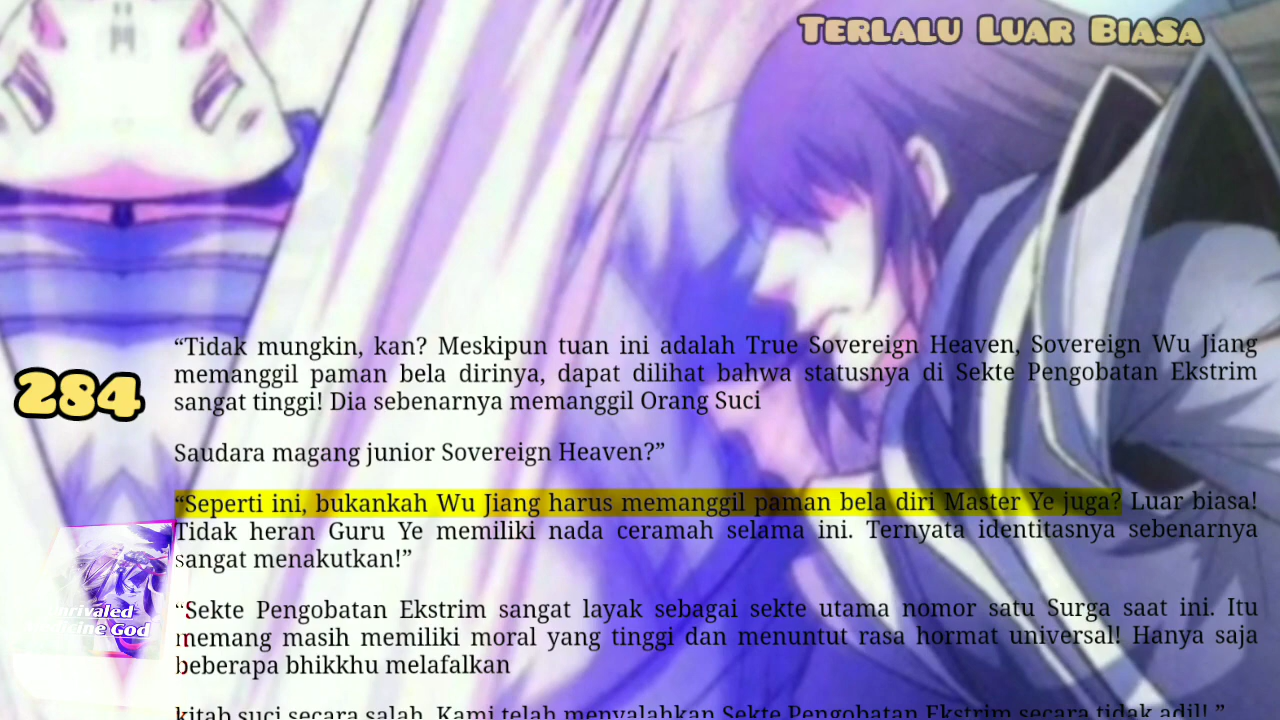 Terlalu Luar Biasa
“Tidak mungkin, kan? Meskipun tuan ini adalah True Sovereign Heaven, Sovereign Wu Jiang
memanggil paman bela dirinya, dapat dilihat bahwa statusnya di Sekte Pengobatan Ekstrim
284
sangat tinggi! Dia sebenarnya memanggil Orang Suci
Saudara magang junior Sovereign Heaven?”
“Seperti ini, bukankah Wu Jiang harus memanggil paman bela diri Master Ye juga? Luar biasa!
Tidak heran Guru Ye memiliki nada ceramah selama ini. Ternyata identitasnya sebenarnya
sangat menakutkan!”
“Sekte Pengobatan Ekstrim sangat layak sebagai sekte utama nomor satu Surga saat ini. Itu
memang masih memiliki moral yang tinggi dan menuntut rasa hormat universal! Hanya saja
beberapa bhikkhu melafalkan
God
kitab suci secara salah. Kami telah menyalahkan Sekte Pengobatan Ekstrim secara tidak adil! ”